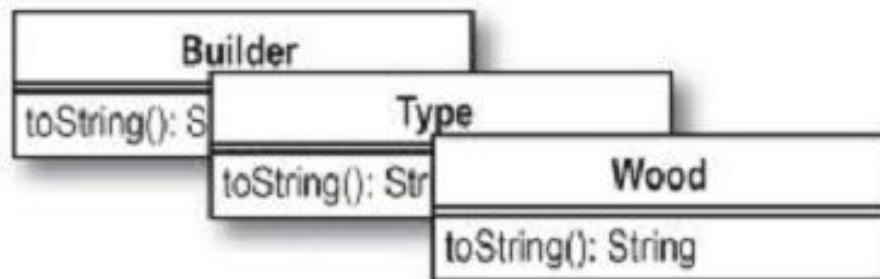 Builder
toString(): S
Type
toString(): Str
Wood
toString(): String